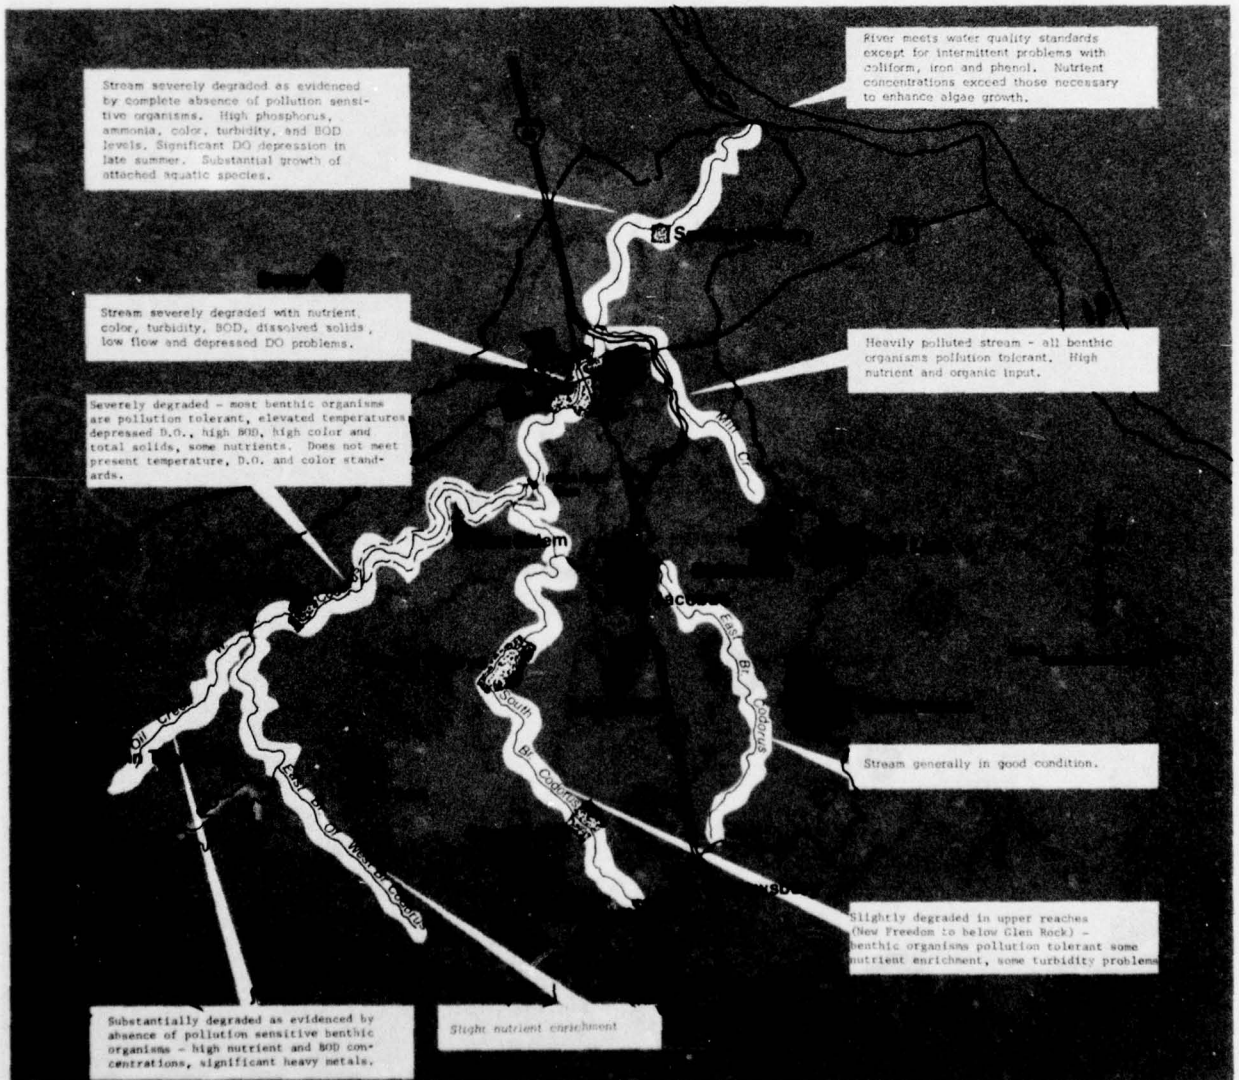 River meets water quality standards
except for intermittent problems with
coliform, iron and phenol. Nutrient
concentrations exceed those necessary
to enhance algae growth.
Stream severely degraded as evidenced
by complete absence of pollution sensi-
tive organisms. High phosphorus,
ammonia, color, turbidity, and BOD
levels. Significant DO depression in
late summer. Substantial growth of
attached aquatic species.
Stream severely degraded with nutrient,
color, turbidity, BOD, dissolved solids,
low flow and depressed DO problems.
Heavily polluted stream - all benthic
organisms pollution tolerant. High
nutrient and organic input.
Severely degraded - most benthic organisms
are pollution tolerant, elevated temperatures
depressed D.O., high BOD, high color and
total solids, some nutrients. Does not meet
present temperature, D.O. and color stand-
ards.
Mill Cr
East Br Codorus
South Br Codorus
Oil Creek
East Br Of West Br Codorus
Stream generally in good condition.
Slightly degraded in upper reaches
(New Freedom to below Glen Rock) -
benthic organisms pollution tolerant some
nutrient enrichment, some turbidity problems
Substantially degraded as evidenced by
absence of pollution sensitive benthic
organisms - high nutrient and BOD con-
centrations, significant heavy metals.
Slight nutrient enrichment